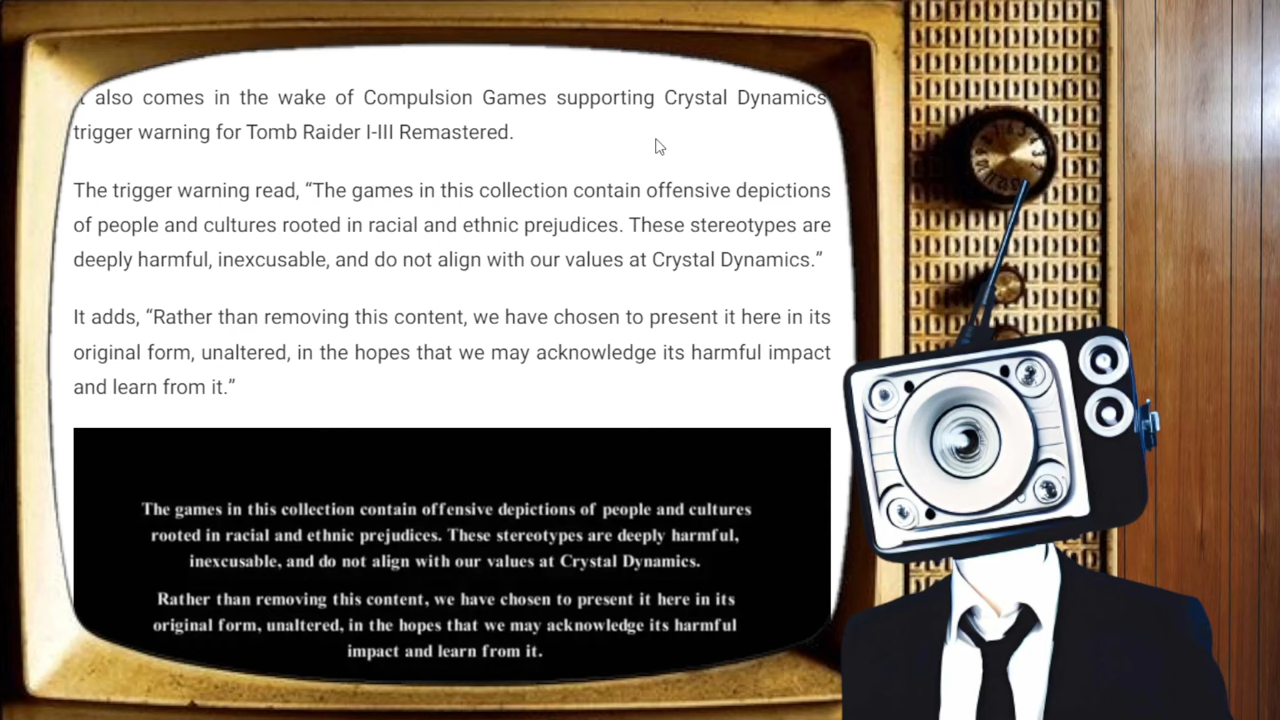 also comes in the wake of Compulsion Games supporting Crystal Dynamics
trigger warning for Tomb Raider I-III Remastered.
The trigger warning read, “The games in this collection contain offensive depictions
of people and cultures rooted in racial and ethnic prejudices. These stereotypes are
deeply harmful, inexcusable, and do not align with our values at Crystal Dynamics.”
It adds, “Rather than removing this content, we have chosen to present it here in its
original form, unaltered, in the hopes that we may acknowledge its harmful impact
and learn from it.”
The games in this collection contain offensive depictions of people and cultures
rooted in racial and ethnic prejudices. These stereotypes are deeply harmful,
inexcusable, and do not align with our values at Crystal Dynamics.
Rather than removing this content, we have chosen to present it here in its
original form, unaltered, in the hopes that we may acknowledge its harmful
impact and learn from it.